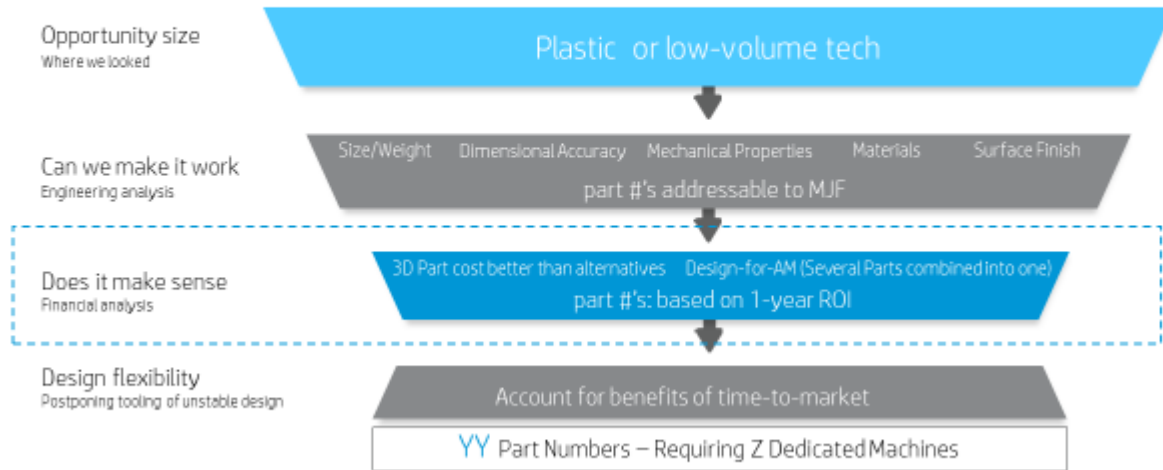 Opportunity size
Where we looked
Plastic or low-volume tech
Can we make it work
Engineering analysis
Size/Weight Dimensional Accuracy Mechanical Properties Materials Surface Finish
part #'s addressable to MJF
Does it make sense
Financial analysis
3D Part cost better than alternatives Design-for-AM (Several Parts combined into one)
part #'s: based on 1-year ROI
Design flexibility
Postponing tooling of unstable design
Account for benefits of time-to-market
YY Part Numbers – Requiring Z Dedicated Machines